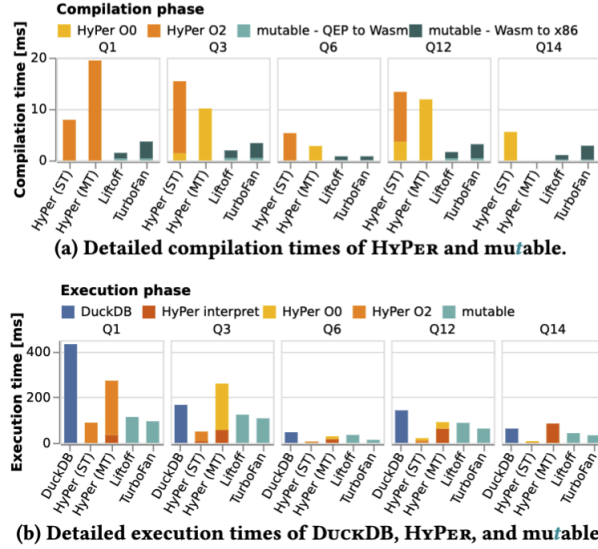 Compilation phase
HyPer O0 HyPer O2 mutable - QEP to Wasm mutable - Wasm to x86
Q1 Q3 Q6 Q12 Q14
Compilation time [ms]
20
10
0
HyPer (ST) HyPer (MT) Liftoff TurboFan HyPer (ST) HyPer (MT) Liftoff TurboFan HyPer (ST) HyPer (MT) Liftoff TurboFan HyPer (ST) HyPer (MT) Liftoff TurboFan HyPer (ST) HyPer (MT) Liftoff TurboFan
(a) Detailed compilation times of HYPER and mutable.
Execution phase
DuckDB HyPer interpret HyPer O0 HyPer O2 mutable
Q1 Q3 Q6 Q12 Q14
Execution time [ms]
400
200
0
DuckDB HyPer (ST) HyPer (MT) Liftoff TurboFan DuckDB HyPer (ST) HyPer (MT) Liftoff TurboFan DuckDB HyPer (ST) HyPer (MT) Liftoff TurboFan DuckDB HyPer (ST) HyPer (MT) Liftoff TurboFan DuckDB HyPer (ST) HyPer (MT) Liftoff TurboFan
(b) Detailed execution times of DUCKDB, HYPER, and mutable